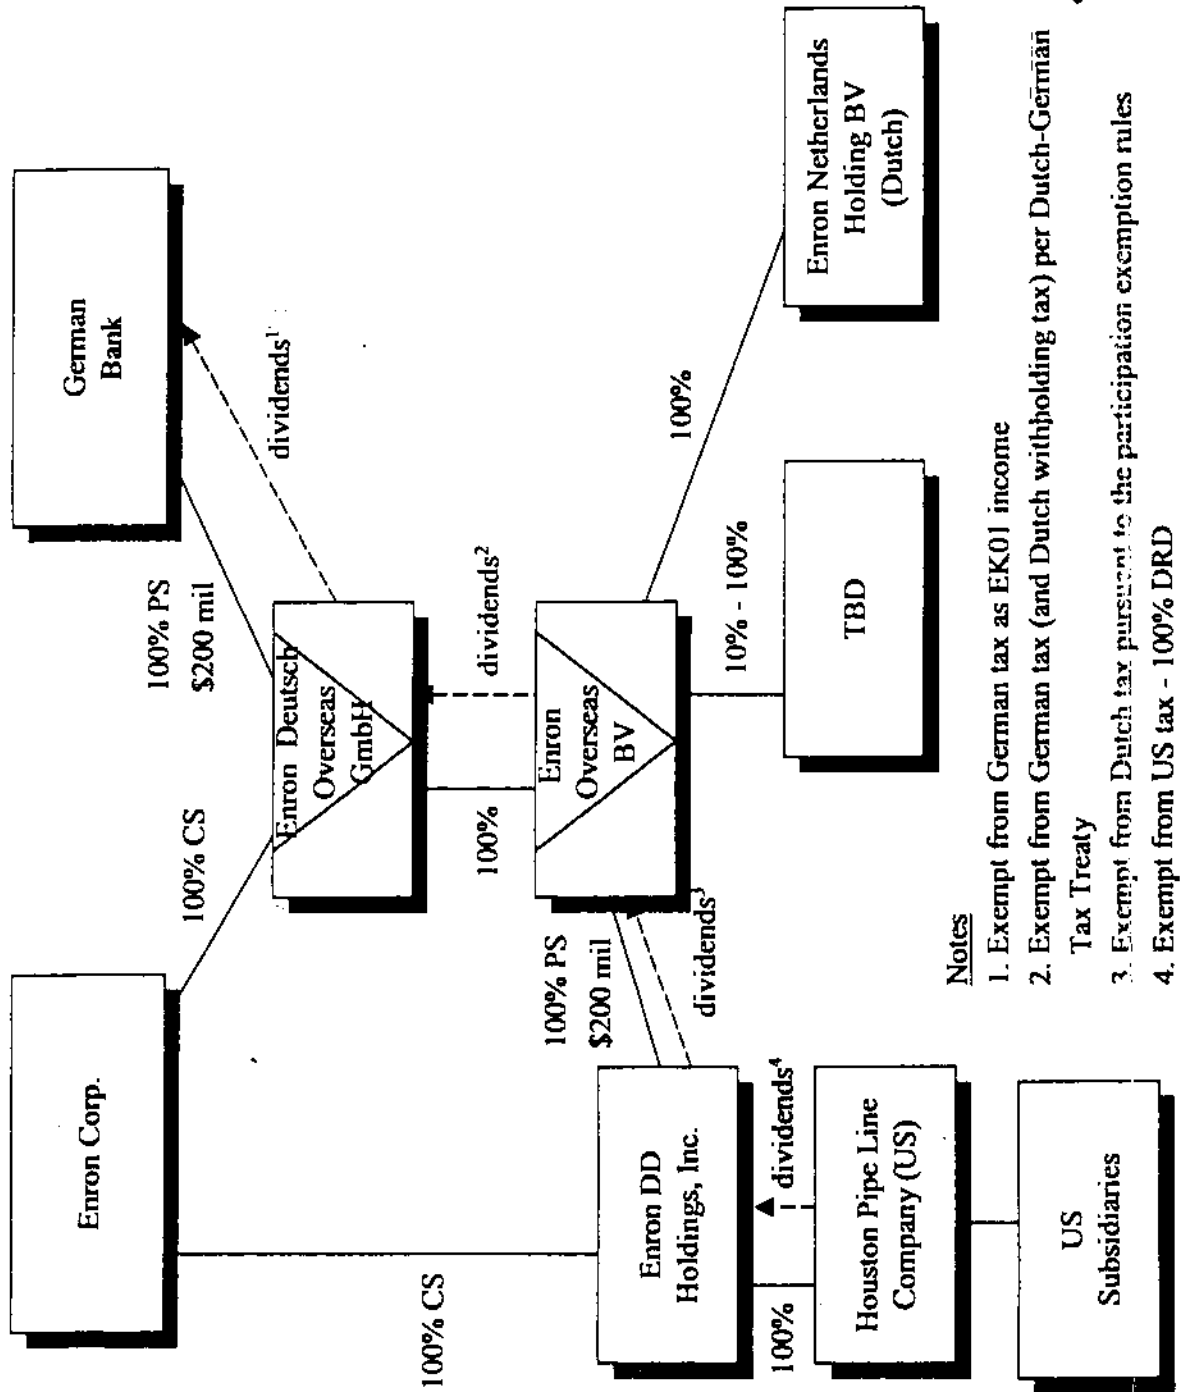 Enron Corp.
German
Bank
100% CS
100% PS
$200 mil
dividends¹
Enron Deutsch
Overseas
GmbH
100% CS
100%
dividends²
100% PS
$200 mil
Enron
Overseas
BV
dividends³
Enron DD
Holdings, Inc.
100%
dividends⁴
10% - 100%
100%
Houston Pipe Line
Company (US)
TBD
Enron Netherlands
Holding BV
(Dutch)
US
Subsidiaries
Notes
1. Exempt from German tax as EK01 income
2. Exempt from German tax (and Dutch withholding tax) per Dutch-German
Tax Treaty
3. Exempt from Dutch tax pursuant to the participation exemption rules
4. Exempt from US tax - 100% DRD